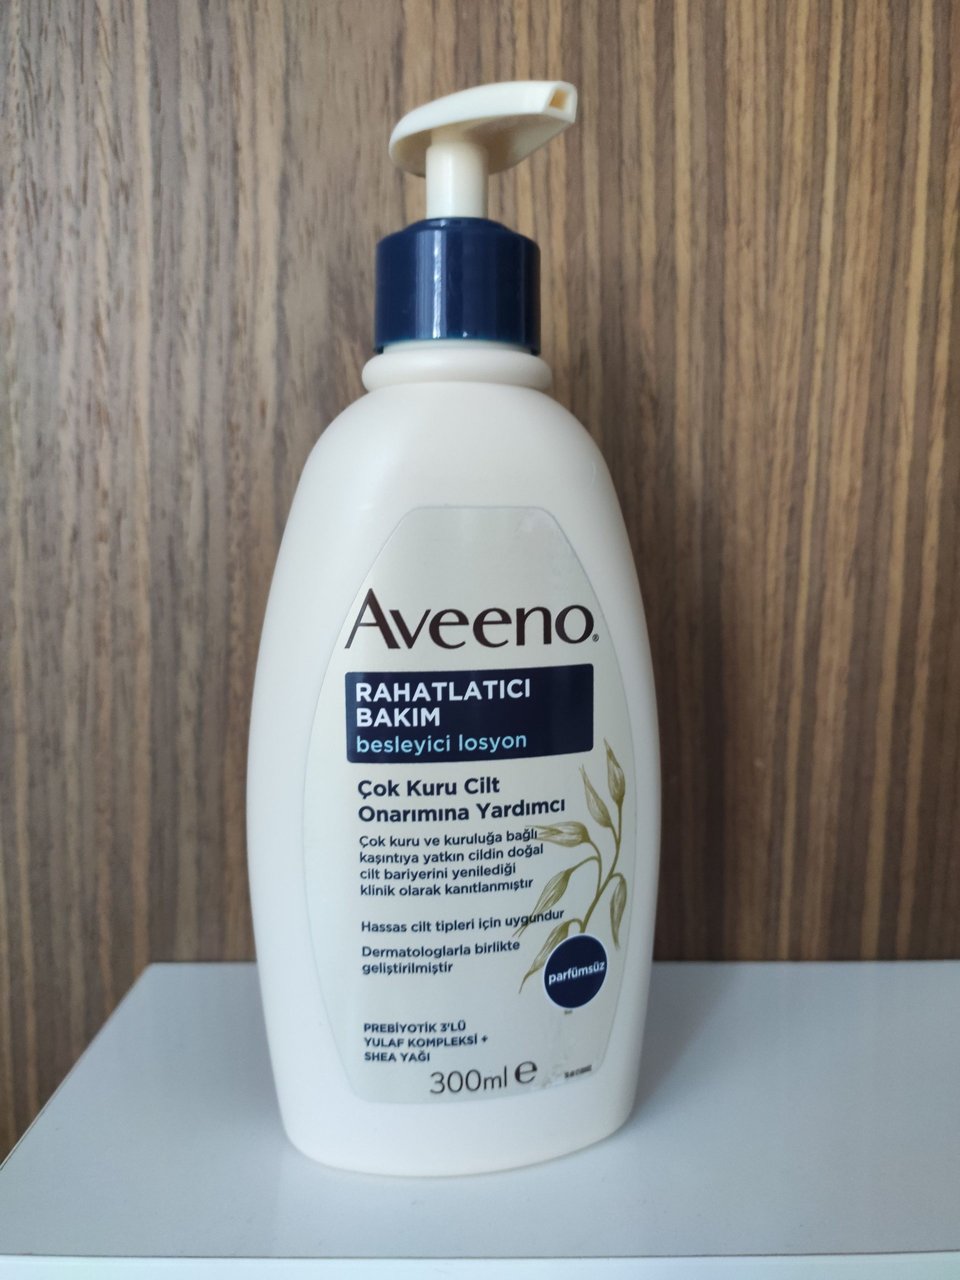 Aveeno®
RAHATLATICI
BAKIM
besleyici losyon
Çok Kuru Cilt
Onarımına Yardımcı
Çok kuru ve kuruluğa bağlı
kaşıntıya yatkın cildin doğal
cilt bariyerini yenilediği
klinik olarak kanıtlanmıştır
Hassas cilt tipleri için uygundur
Dermatologlarla birlikte
geliştirilmiştir
parfümsüz
PREBİYOTİK 3'LÜ
YULAF KOMPLEKSİ +
SHEA YAĞI
300ml e